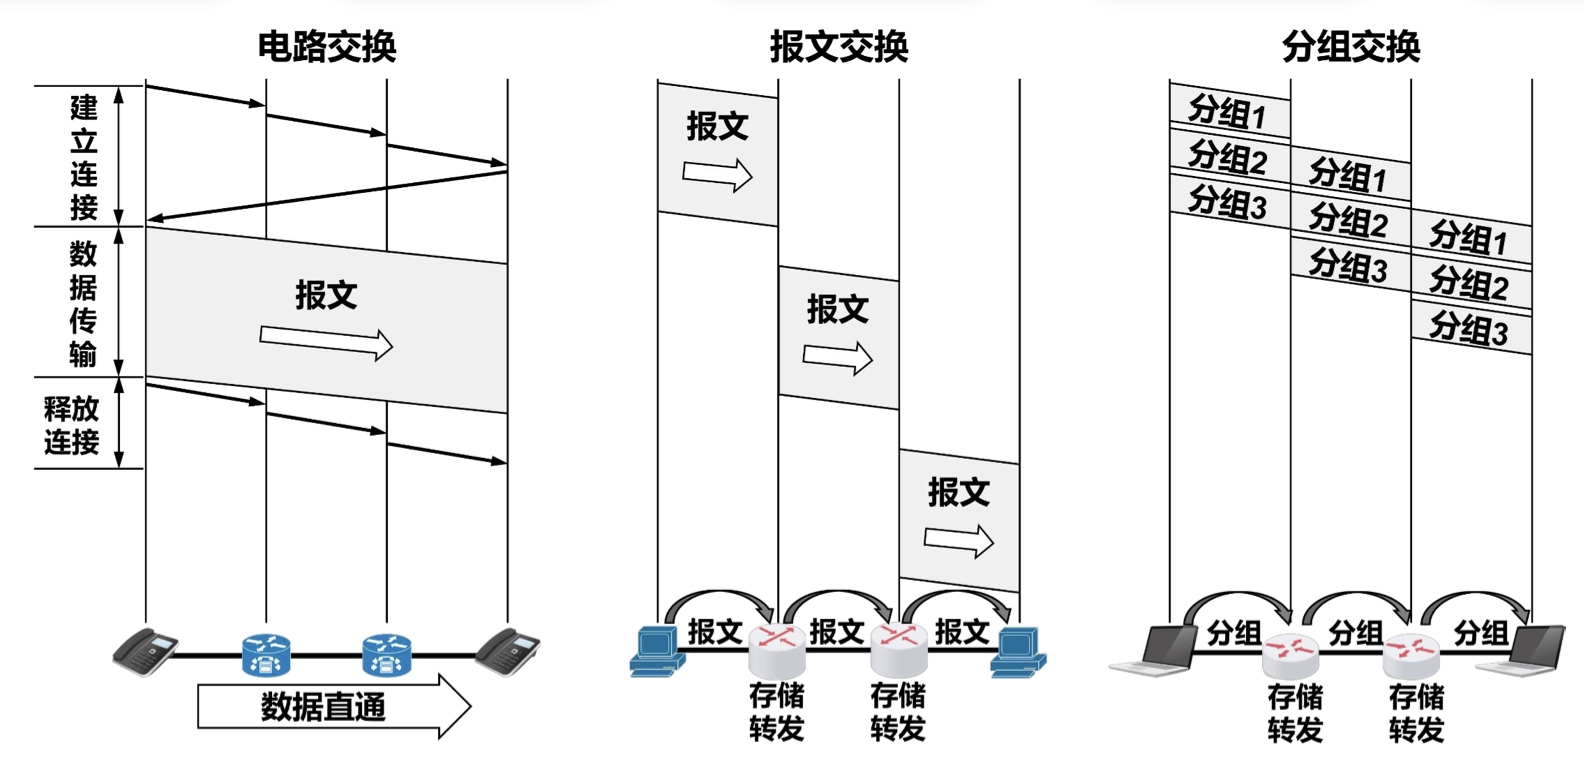 电路交换
建
立
连
接
数
据
传
输
释放
连接
报文
数据直通
报文交换
报文
报文
报文
报文
报文
报文
存储
转发
存储
转发
分组交换
分组1
分组2
分组3
分组1
分组2
分组3
分组1
分组2
分组3
分组
分组
分组
存储
转发
存储
转发